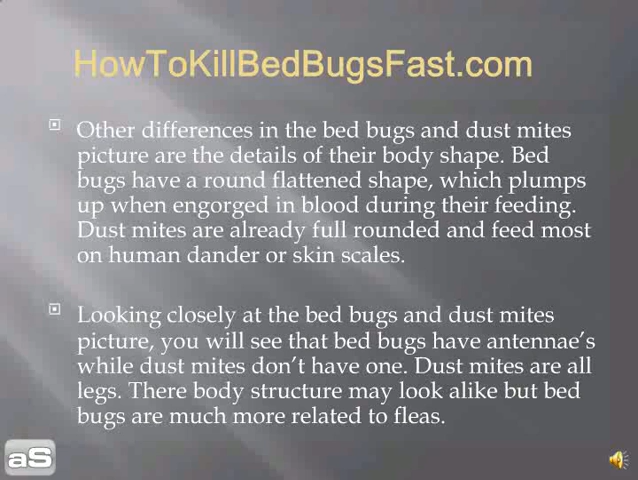 HowToKillBedBugsFast.com
Other differences in the bed bugs and dust mites
picture are the details of their body shape. Bed
bugs have a round flattened shape, which plumps
up when engorged in blood during their feeding.
Dust mites are already full rounded and feed most
on human dander or skin scales.
Looking closely at the bed bugs and dust mites
picture, you will see that bed bugs have antennae’s
while dust mites don’t have one. Dust mites are all
legs. There body structure may look alike but bed
bugs are much more related to fleas.
aS